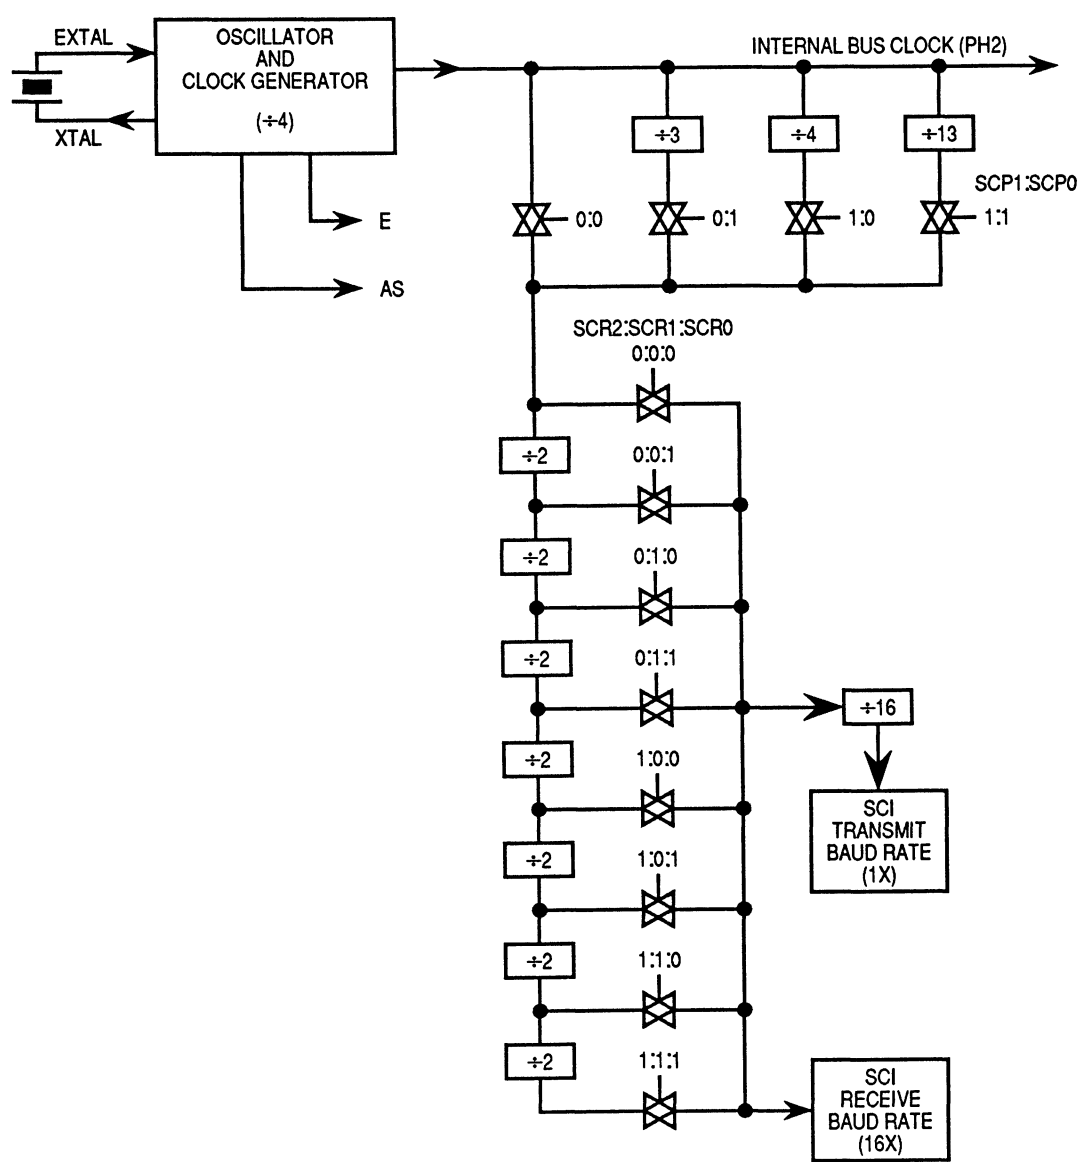 EXTAL
XTAL
OSCILLATOR
AND
CLOCK GENERATOR
(÷4)
E
AS
INTERNAL BUS CLOCK (PH2)
÷3
÷4
÷13
SCP1:SCP0
0:0
0:1
1:0
1:1
SCR2:SCR1:SCR0
0:0:0
÷2
0:0:1
÷2
0:1:0
÷2
0:1:1
÷16
÷2
1:0:0
SCI
TRANSMIT
BAUD RATE
(1X)
÷2
1:0:1
÷2
1:1:0
÷2
1:1:1
SCI
RECEIVE
BAUD RATE
(16X)